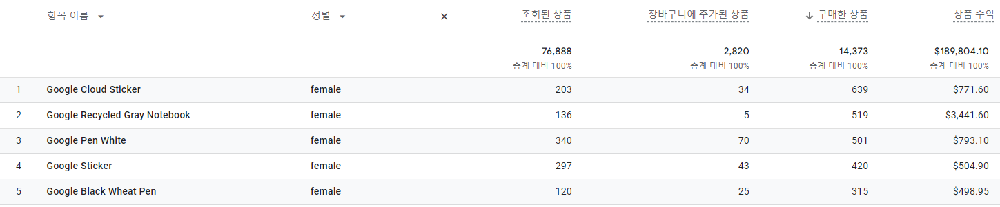 항목 이름 성별 조회된 상품 장바구니에 추가된 상품 구매한 상품 상품 수익
76,888 2,820 14,373 $189,804.10
총계 대비 100% 총계 대비 100% 총계 대비 100% 총계 대비 100%
1 Google Cloud Sticker female 203 34 639 $771.60
2 Google Recycled Gray Notebook female 136 5 519 $3,441.60
3 Google Pen White female 340 70 501 $793.10
4 Google Sticker female 297 43 420 $504.90
5 Google Black Wheat Pen female 120 25 315 $498.95